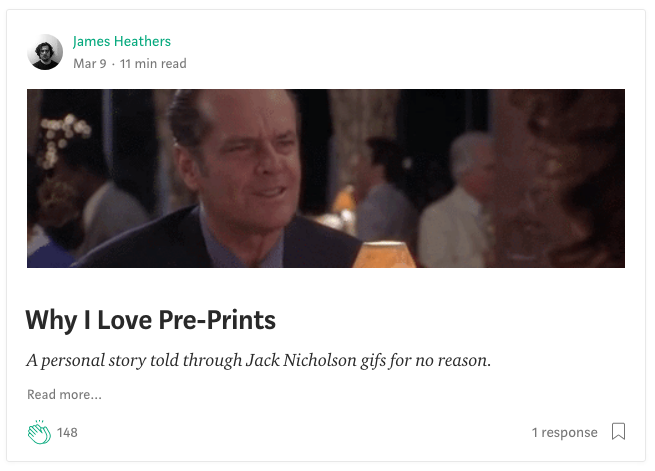 James Heathers
Mar 9 · 11 min read
Why I Love Pre-Prints
A personal story told through Jack Nicholson gifs for no reason.
Read more...
148
1 response